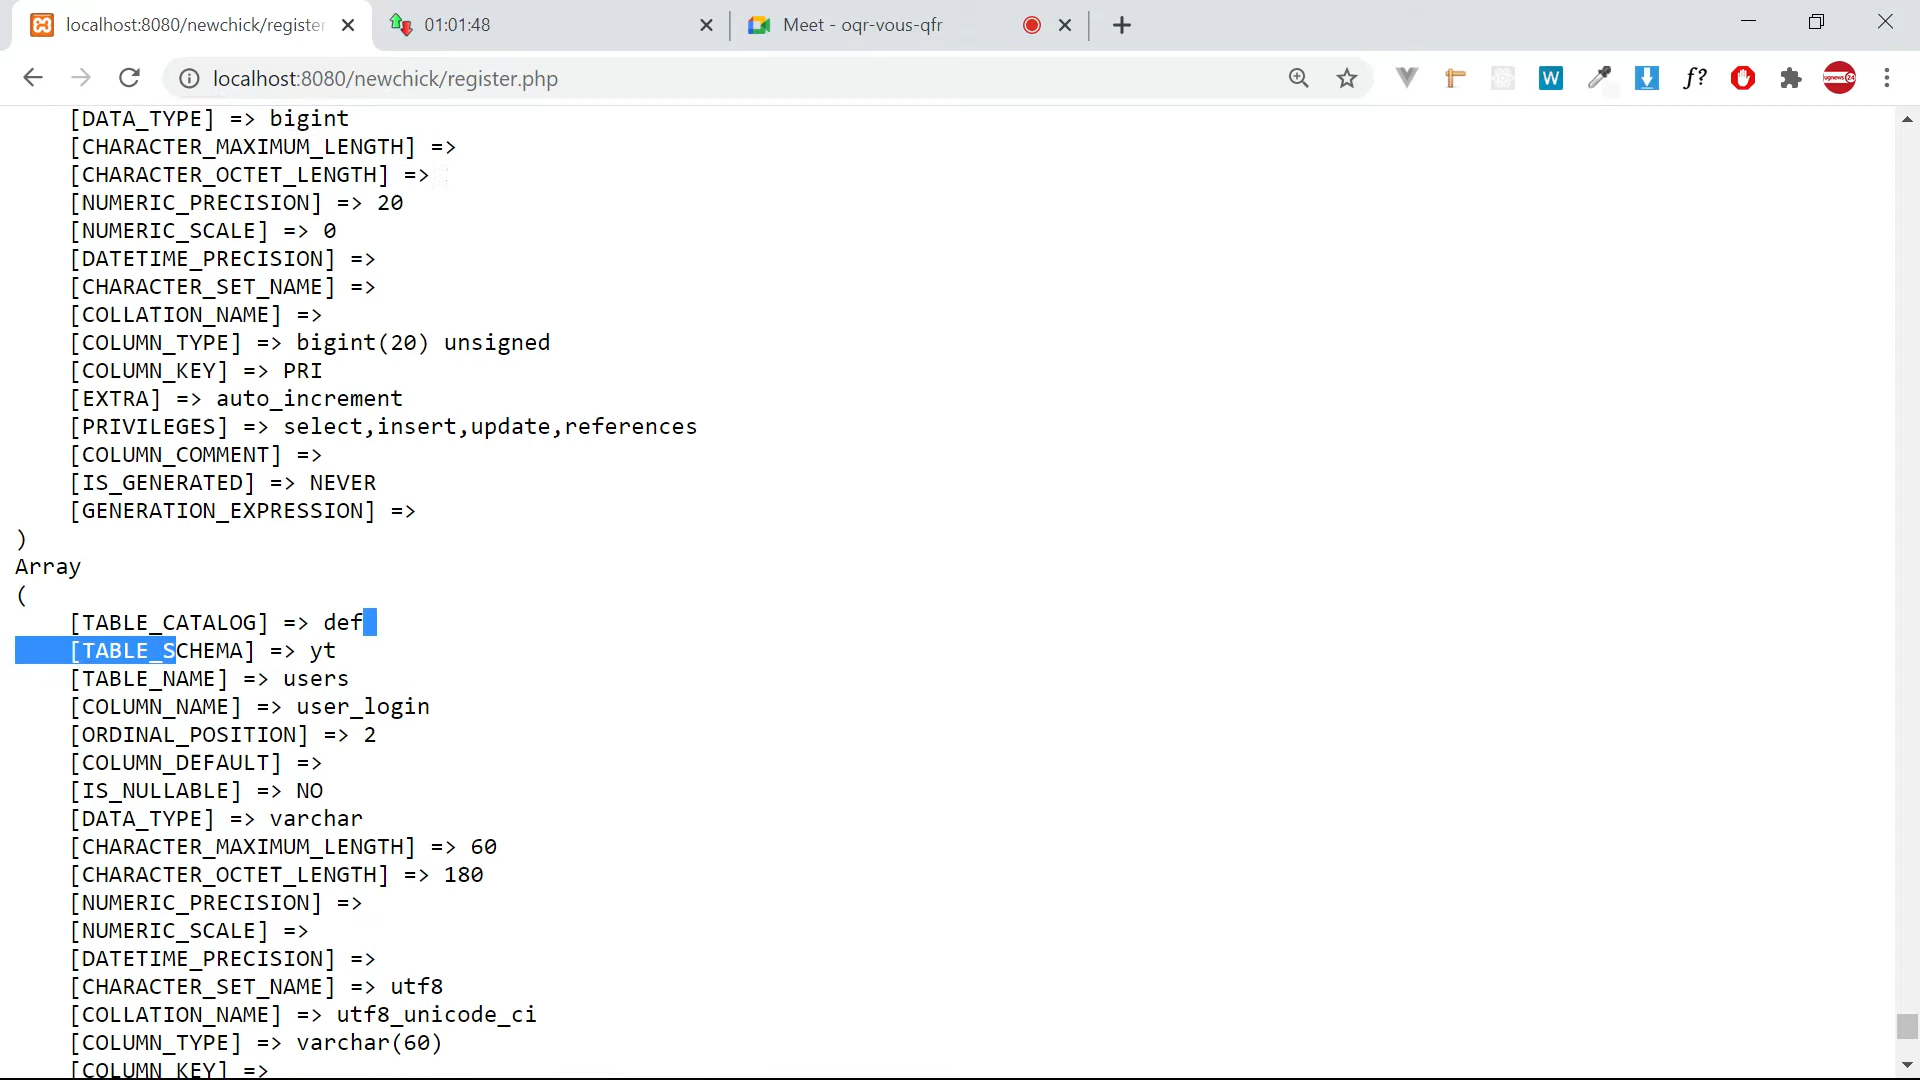 localhost:8080/newchick/register
01:01:48
Meet - oqr-vous-qfr
localhost:8080/newchick/register.php
W
f?
ugnews24
[DATA_TYPE] => bigint
[CHARACTER_MAXIMUM_LENGTH] =>
[CHARACTER_OCTET_LENGTH] =>
[NUMERIC_PRECISION] => 20
[NUMERIC_SCALE] => 0
[DATETIME_PRECISION] =>
[CHARACTER_SET_NAME] =>
[COLLATION_NAME] =>
[COLUMN_TYPE] => bigint(20) unsigned
[COLUMN_KEY] => PRI
[EXTRA] => auto_increment
[PRIVILEGES] => select,insert,update,references
[COLUMN_COMMENT] =>
[IS_GENERATED] => NEVER
[GENERATION_EXPRESSION] =>
)
Array
(
[TABLE_CATALOG] => def
[TABLE_SCHEMA] => yt
[TABLE_NAME] => users
[COLUMN_NAME] => user_login
[ORDINAL_POSITION] => 2
[COLUMN_DEFAULT] =>
[IS_NULLABLE] => NO
[DATA_TYPE] => varchar
[CHARACTER_MAXIMUM_LENGTH] => 60
[CHARACTER_OCTET_LENGTH] => 180
[NUMERIC_PRECISION] =>
[NUMERIC_SCALE] =>
[DATETIME_PRECISION] =>
[CHARACTER_SET_NAME] => utf8
[COLLATION_NAME] => utf8_unicode_ci
[COLUMN_TYPE] => varchar(60)
[COLUMN_KEY] =>